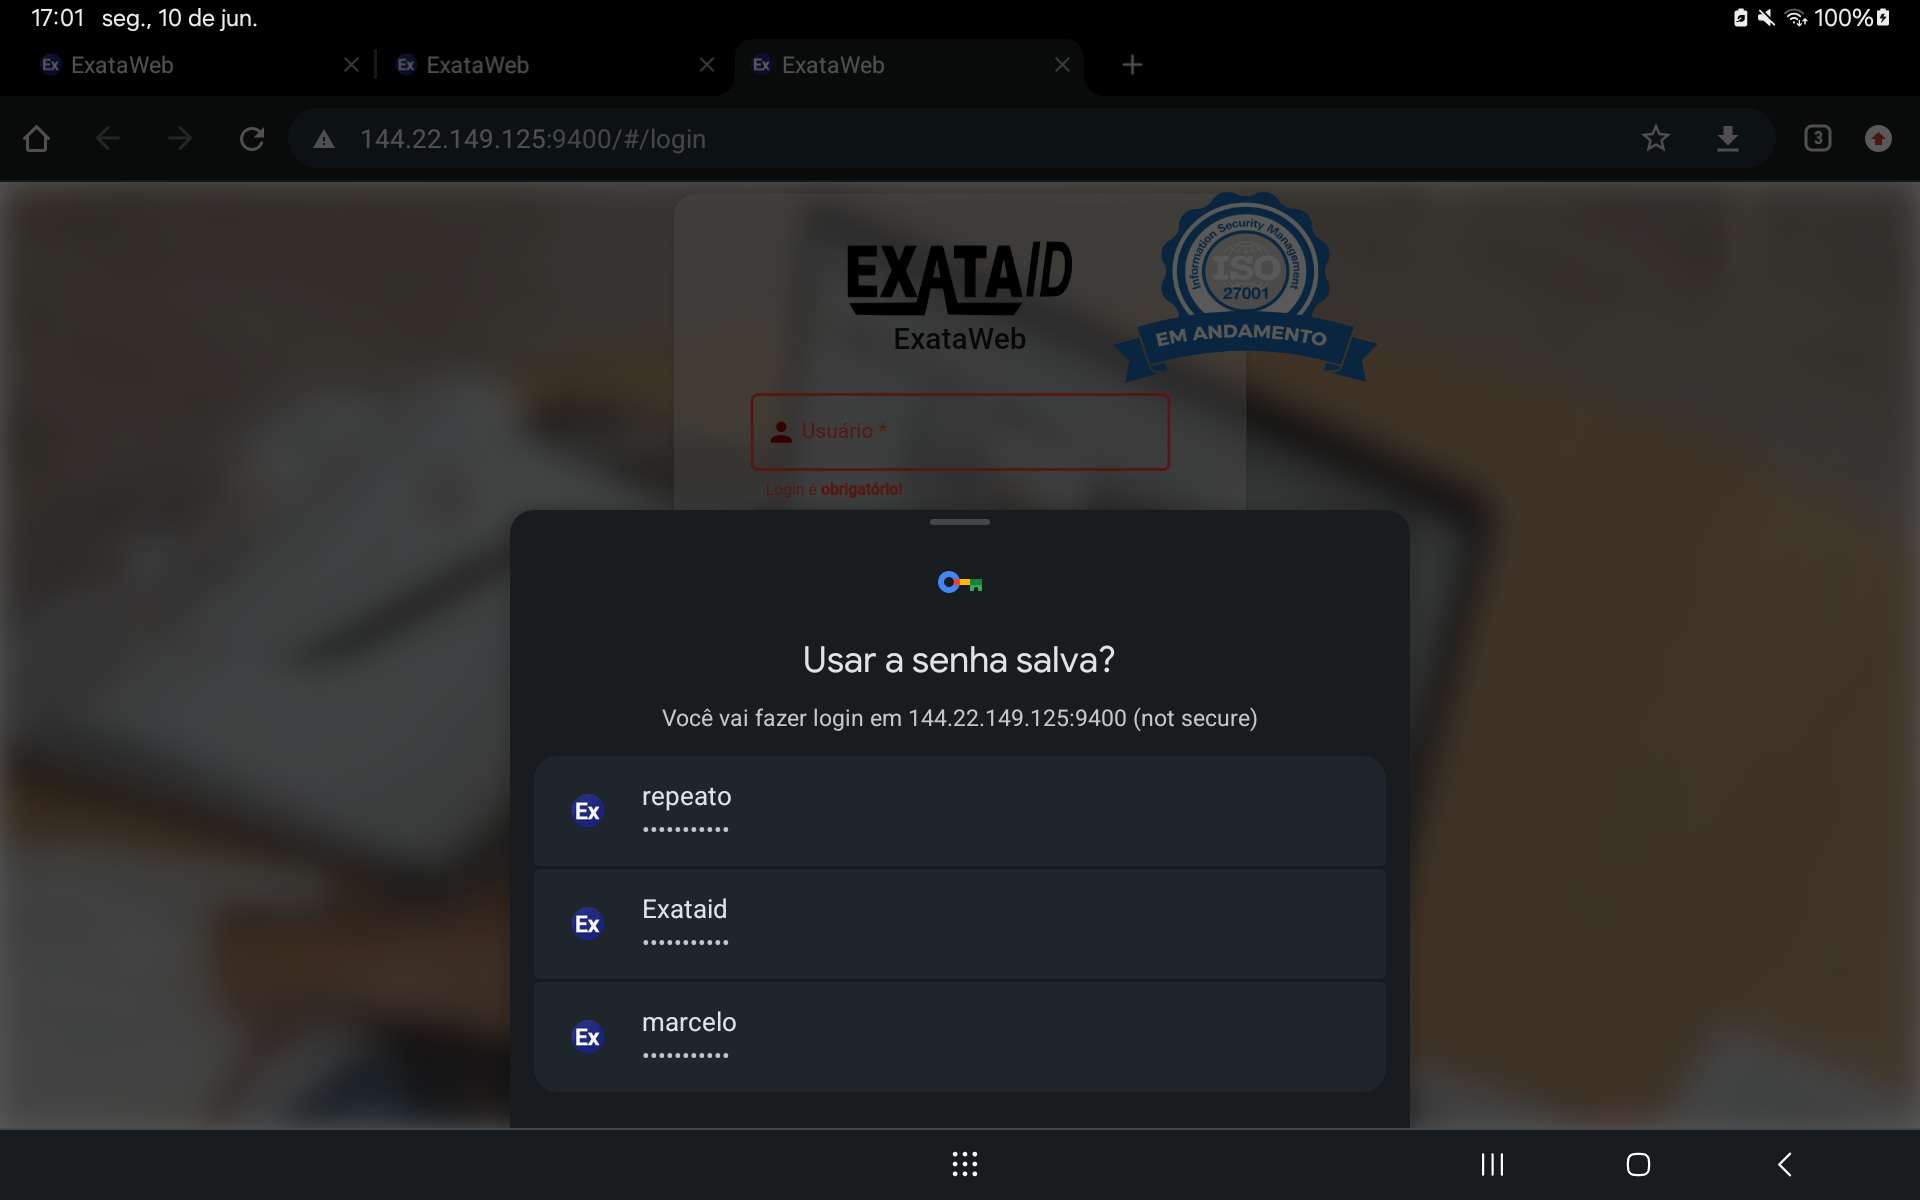 17:01 seg., 10 de jun.
100%
Ex ExataWeb
Ex ExataWeb
Ex ExataWeb
144.22.149.125:9400/#/login
3
EXATAID
ExataWeb
Information Security Management
ISO
27001
EM ANDAMENTO
Usuário *
Login é obrigatório!
Usar a senha salva?
Você vai fazer login em 144.22.149.125:9400 (not secure)
Ex repeato
•••••••••••
Ex Exataid
•••••••••••
Ex marcelo
•••••••••••